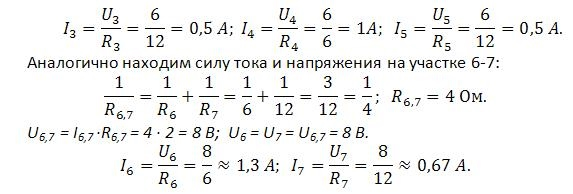 I₃ = U₃/R₃ = 6/12 = 0,5 А; I₄ = U₄/R₄ = 6/6 = 1А; I₅ = U₅/R₅ = 6/12 = 0,5 А.
Аналогично находим силу тока и напряжения на участке 6-7:
1/R₆,₇ = 1/R₆ + 1/R₇ = 1/6 + 1/12 = 3/12 = 1/4; R₆,₇ = 4 Ом.
U₆,₇ = I₆,₇·R₆,₇ = 4 · 2 = 8 В; U₆ = U₇ = U₆,₇ = 8 В.
I₆ = U₆/R₆ = 8/6 ≈ 1,3 А; I₇ = U₇/R₇ = 8/12 ≈ 0,67 А.